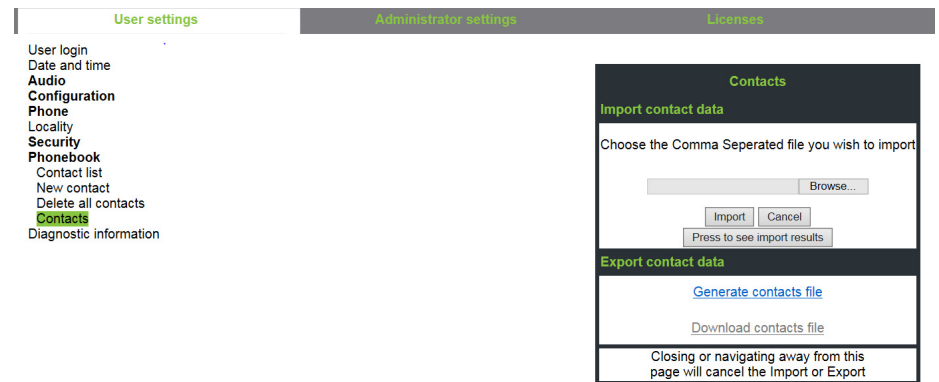 User settings
Administrator settings
Licenses
User login
Date and time
Audio
Configuration
Phone
Locality
Security
Phonebook
Contact list
New contact
Delete all contacts
Contacts
Diagnostic information
Contacts
Import contact data
Choose the Comma Seperated file you wish to import
Browse...
Import
Cancel
Press to see import results
Export contact data
Generate contacts file
Download contacts file
Closing or navigating away from this
page will cancel the Import or Export